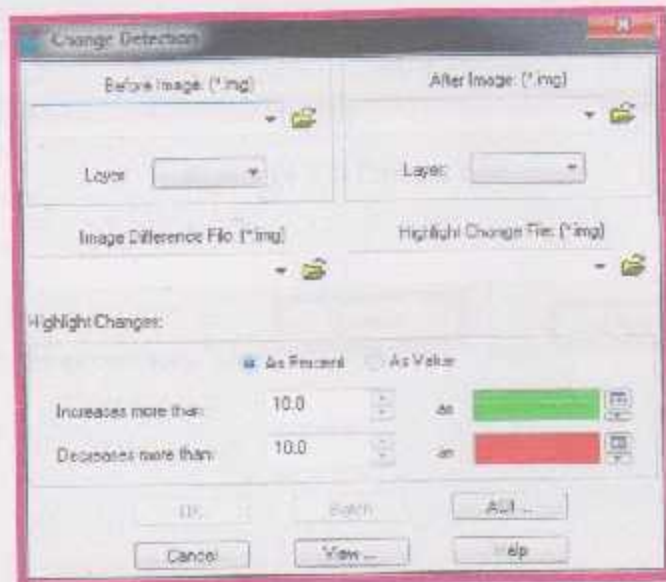 Change Detection
Before Image: (*.img) After Image: (*.img)
Layer: Layer:
Image Difference File: (*.img) Highlight Change File: (*.img)
Highlight Changes:
As Percent As Value
Increases more than: 10.0 as
Decreases more than: 10.0 as
OK Batch AOI ...
Cancel View ... Help